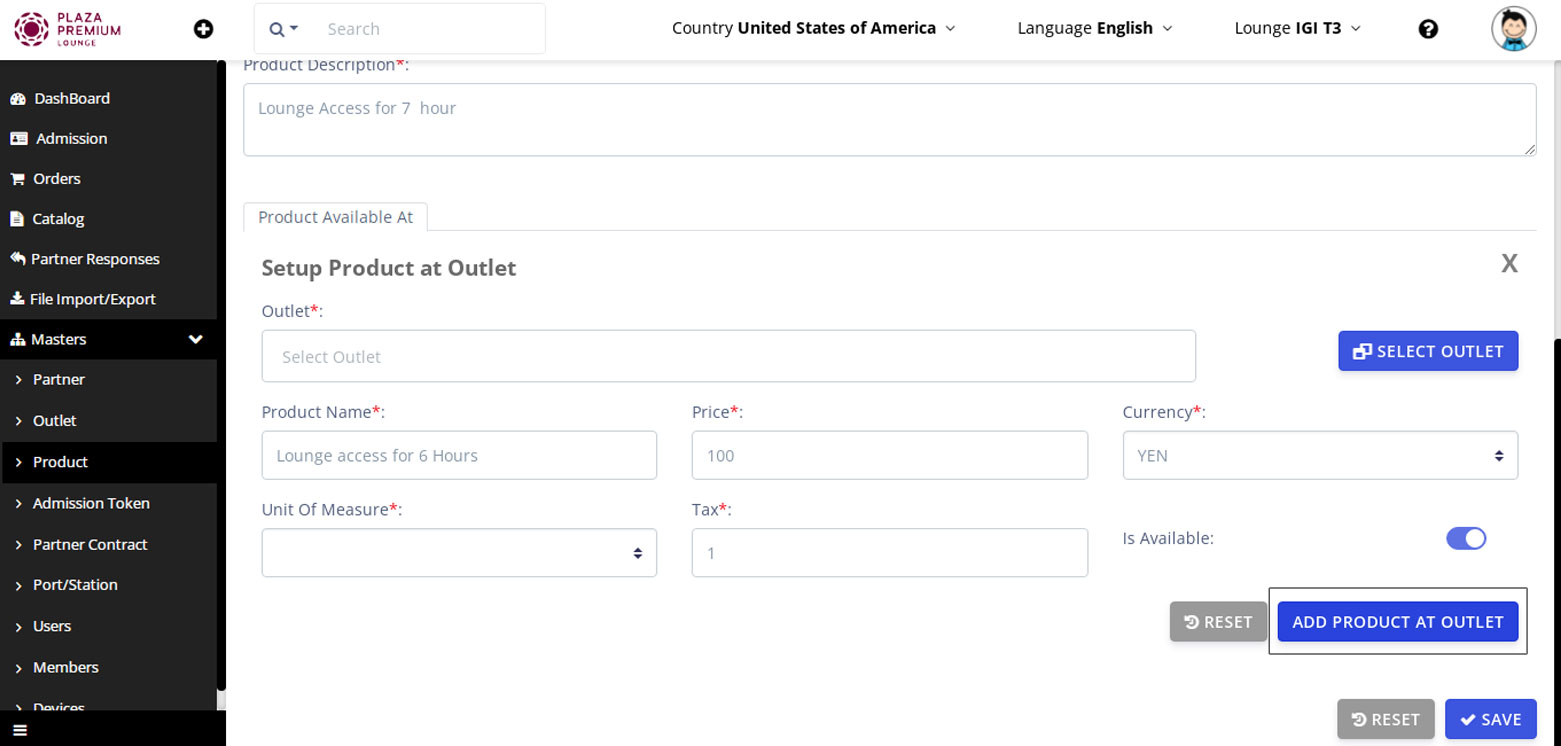 PLAZA
PREMIUM
LOUNGE
Search
Country United States of America
Language English
Lounge IGI T3
DashBoard
Admission
Orders
Catalog
Partner Responses
File Import/Export
Masters
Partner
Outlet
Product
Admission Token
Partner Contract
Port/Station
Users
Members
Devices
Product Description*:
Lounge Access for 7  hour
Product Available At
Setup Product at Outlet
X
Outlet*:
Select Outlet
SELECT OUTLET
Product Name*:
Price*:
Currency*:
Lounge access for 6 Hours
100
YEN
Unit Of Measure*:
Tax*:
Is Available:
1
RESET
ADD PRODUCT AT OUTLET
RESET
SAVE